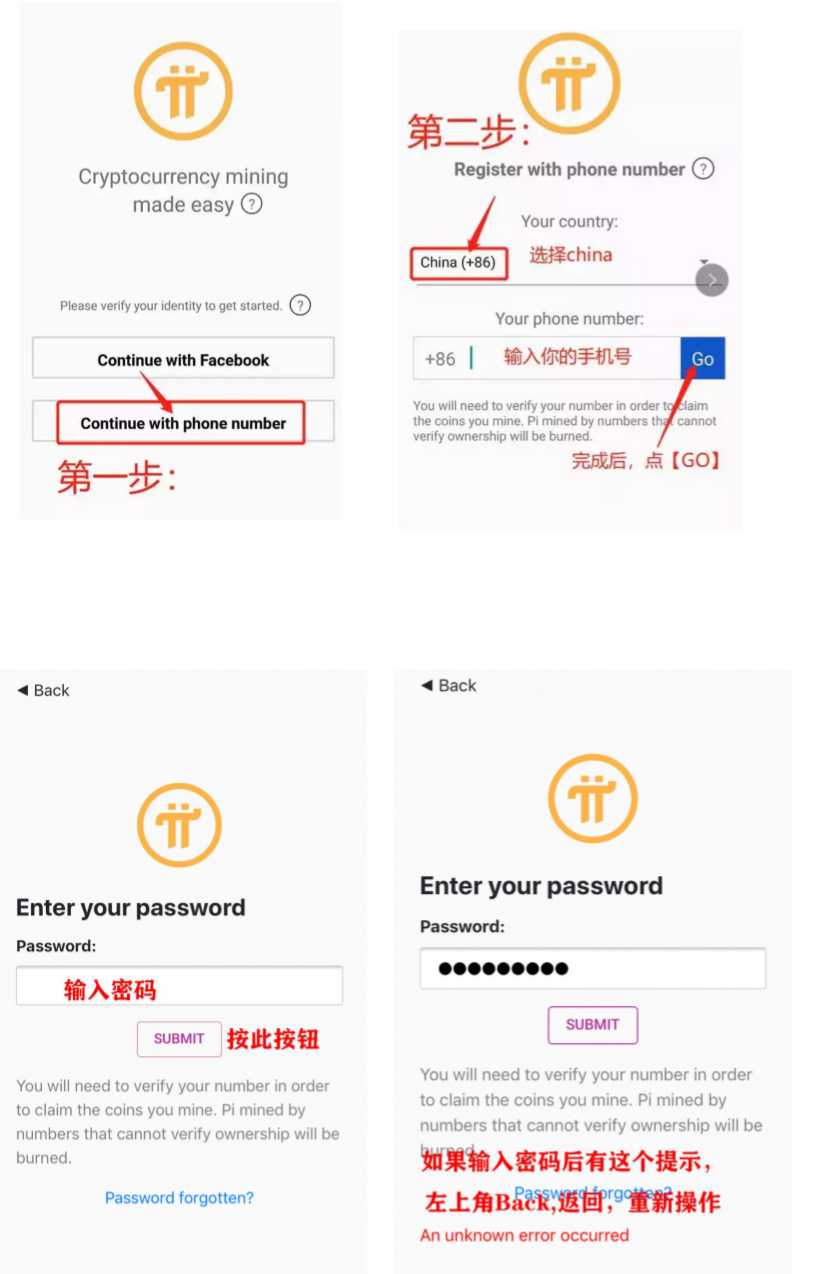 Cryptocurrency mining
made easy ?
Please verify your identity to get started. ?
Continue with Facebook
Continue with phone number
第一步：
第二步：
Register with phone number ?
Your country:
China (+86) 选择china
Your phone number:
+86 输入你的手机号 Go
You will need to verify your number in order to claim
the coins you mine. Pi mined by numbers that cannot
verify ownership will be burned.
完成后，点【GO】
◀ Back
Enter your password
Password:
输入密码
SUBMIT 按此按钮
You will need to verify your number in order
to claim the coins you mine. Pi mined by
numbers that cannot verify ownership will be
burned.
Password forgotten?
◀ Back
Enter your password
Password:
●●●●●●●●●
SUBMIT
You will need to verify your number in order
to claim the coins you mine. Pi mined by
numbers that cannot verify ownership will be
burned.
如果输入密码后有这个提示，
Password forgotten?
左上角Back,返回，重新操作
An unknown error occurred